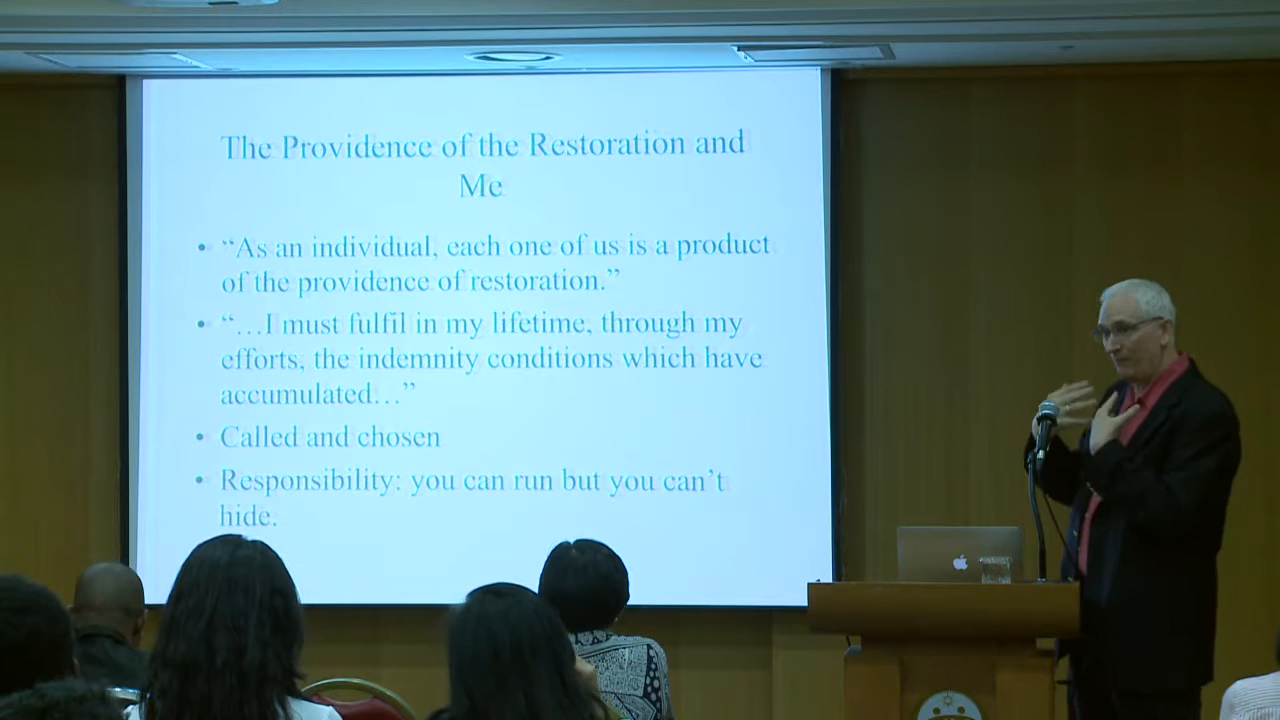 The Providence of the Restoration and
Me
• “As an individual, each one of us is a product
of the providence of restoration.”
• “…I must fulfil in my lifetime, through my
efforts, the indemnity conditions which have
accumulated…”
• Called and chosen
• Responsibility: you can run but you can’t
hide.